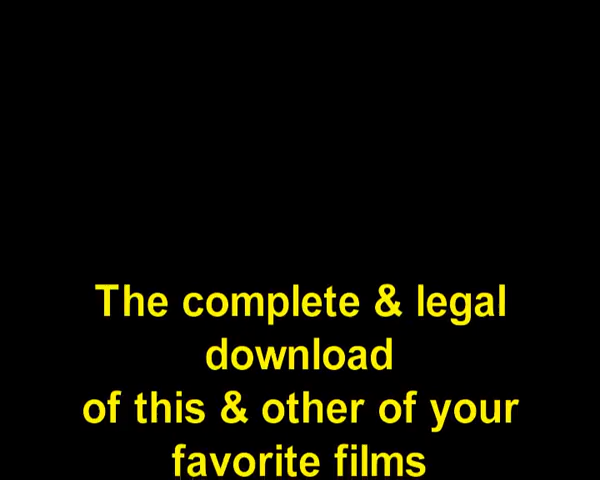 The complete & legal
download
of this & other of your
favorite films